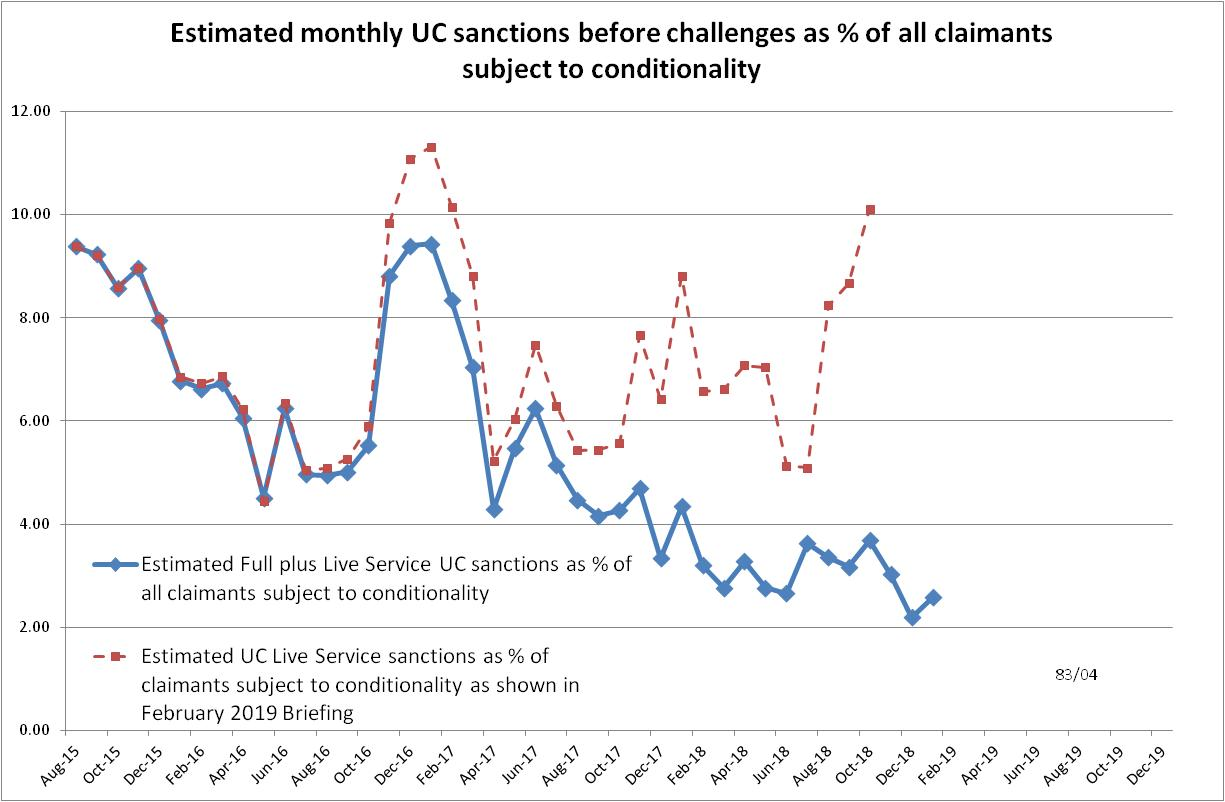 Estimated monthly UC sanctions before challenges as % of all claimants
subject to conditionality
12.00
10.00
8.00
6.00
4.00
2.00
0.00
Estimated Full plus Live Service UC sanctions as % of
all claimants subject to conditionality
Estimated UC Live Service sanctions as % of
claimants subject to conditionality as shown in
February 2019 Briefing
83/04
Aug-15
Oct-15
Dec-15
Feb-16
Apr-16
Jun-16
Aug-16
Oct-16
Dec-16
Feb-17
Apr-17
Jun-17
Aug-17
Oct-17
Dec-17
Feb-18
Apr-18
Jun-18
Aug-18
Oct-18
Dec-18
Feb-19
Apr-19
Jun-19
Aug-19
Oct-19
Dec-19